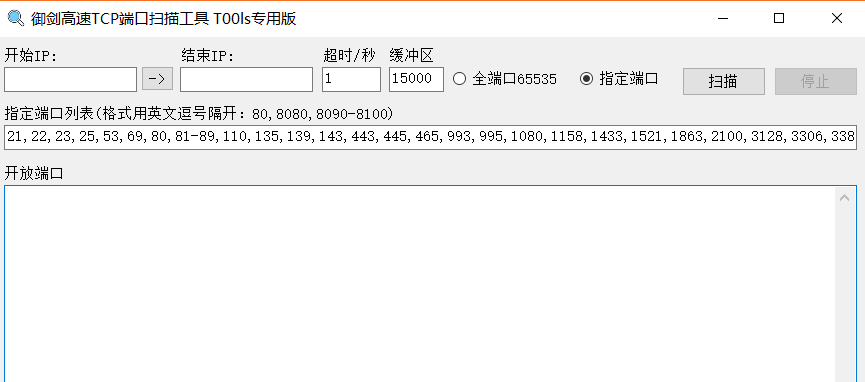 御剑高速TCP端口扫描工具 T00ls专用版
开始IP: 结束IP: 超时/秒 缓冲区
-> 1 15000 全端口65535 指定端口 扫描 停止
指定端口列表(格式用英文逗号隔开：80,8080,8090-8100)
21,22,23,25,53,69,80,81-89,110,135,139,143,443,445,465,993,995,1080,1158,1433,1521,1863,2100,3128,3306,338
开放端口